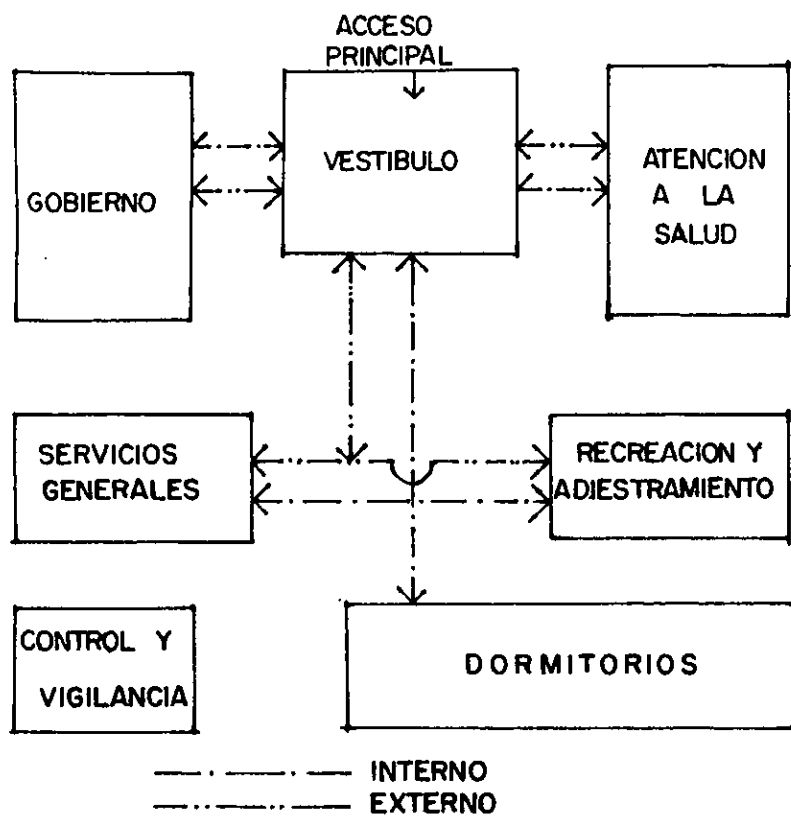 ACCESO
PRINCIPAL
GOBIERNO
VESTIBULO
ATENCION
A LA
SALUD
SERVICIOS
GENERALES
RECREACION Y
ADIESTRAMIENTO
CONTROL Y
VIGILANCIA
DORMITORIOS
INTERNO
EXTERNO